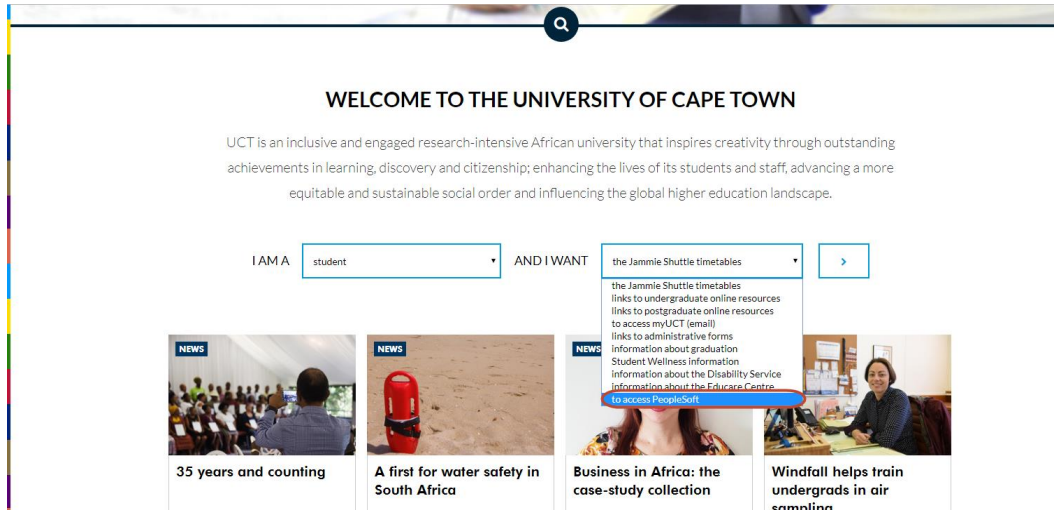 WELCOME TO THE UNIVERSITY OF CAPE TOWN
UCT is an inclusive and engaged research-intensive African university that inspires creativity through outstanding
achievements in learning, discovery and citizenship; enhancing the lives of its students and staff, advancing a more
equitable and sustainable social order and influencing the global higher education landscape.
I AM A student AND I WANT the Jammie Shuttle timetables
the Jammie Shuttle timetables
links to undergraduate online resources
links to postgraduate online resources
to access myUCT (email)
links to administrative forms
information about graduation
Student Wellness information
information about the Disability Service
information about the Educare Centre
to access PeopleSoft
NEWS
35 years and counting
NEWS
A first for water safety in
South Africa
NEWS
Business in Africa: the
case-study collection
Windfall helps train
undergrads in air
sampling